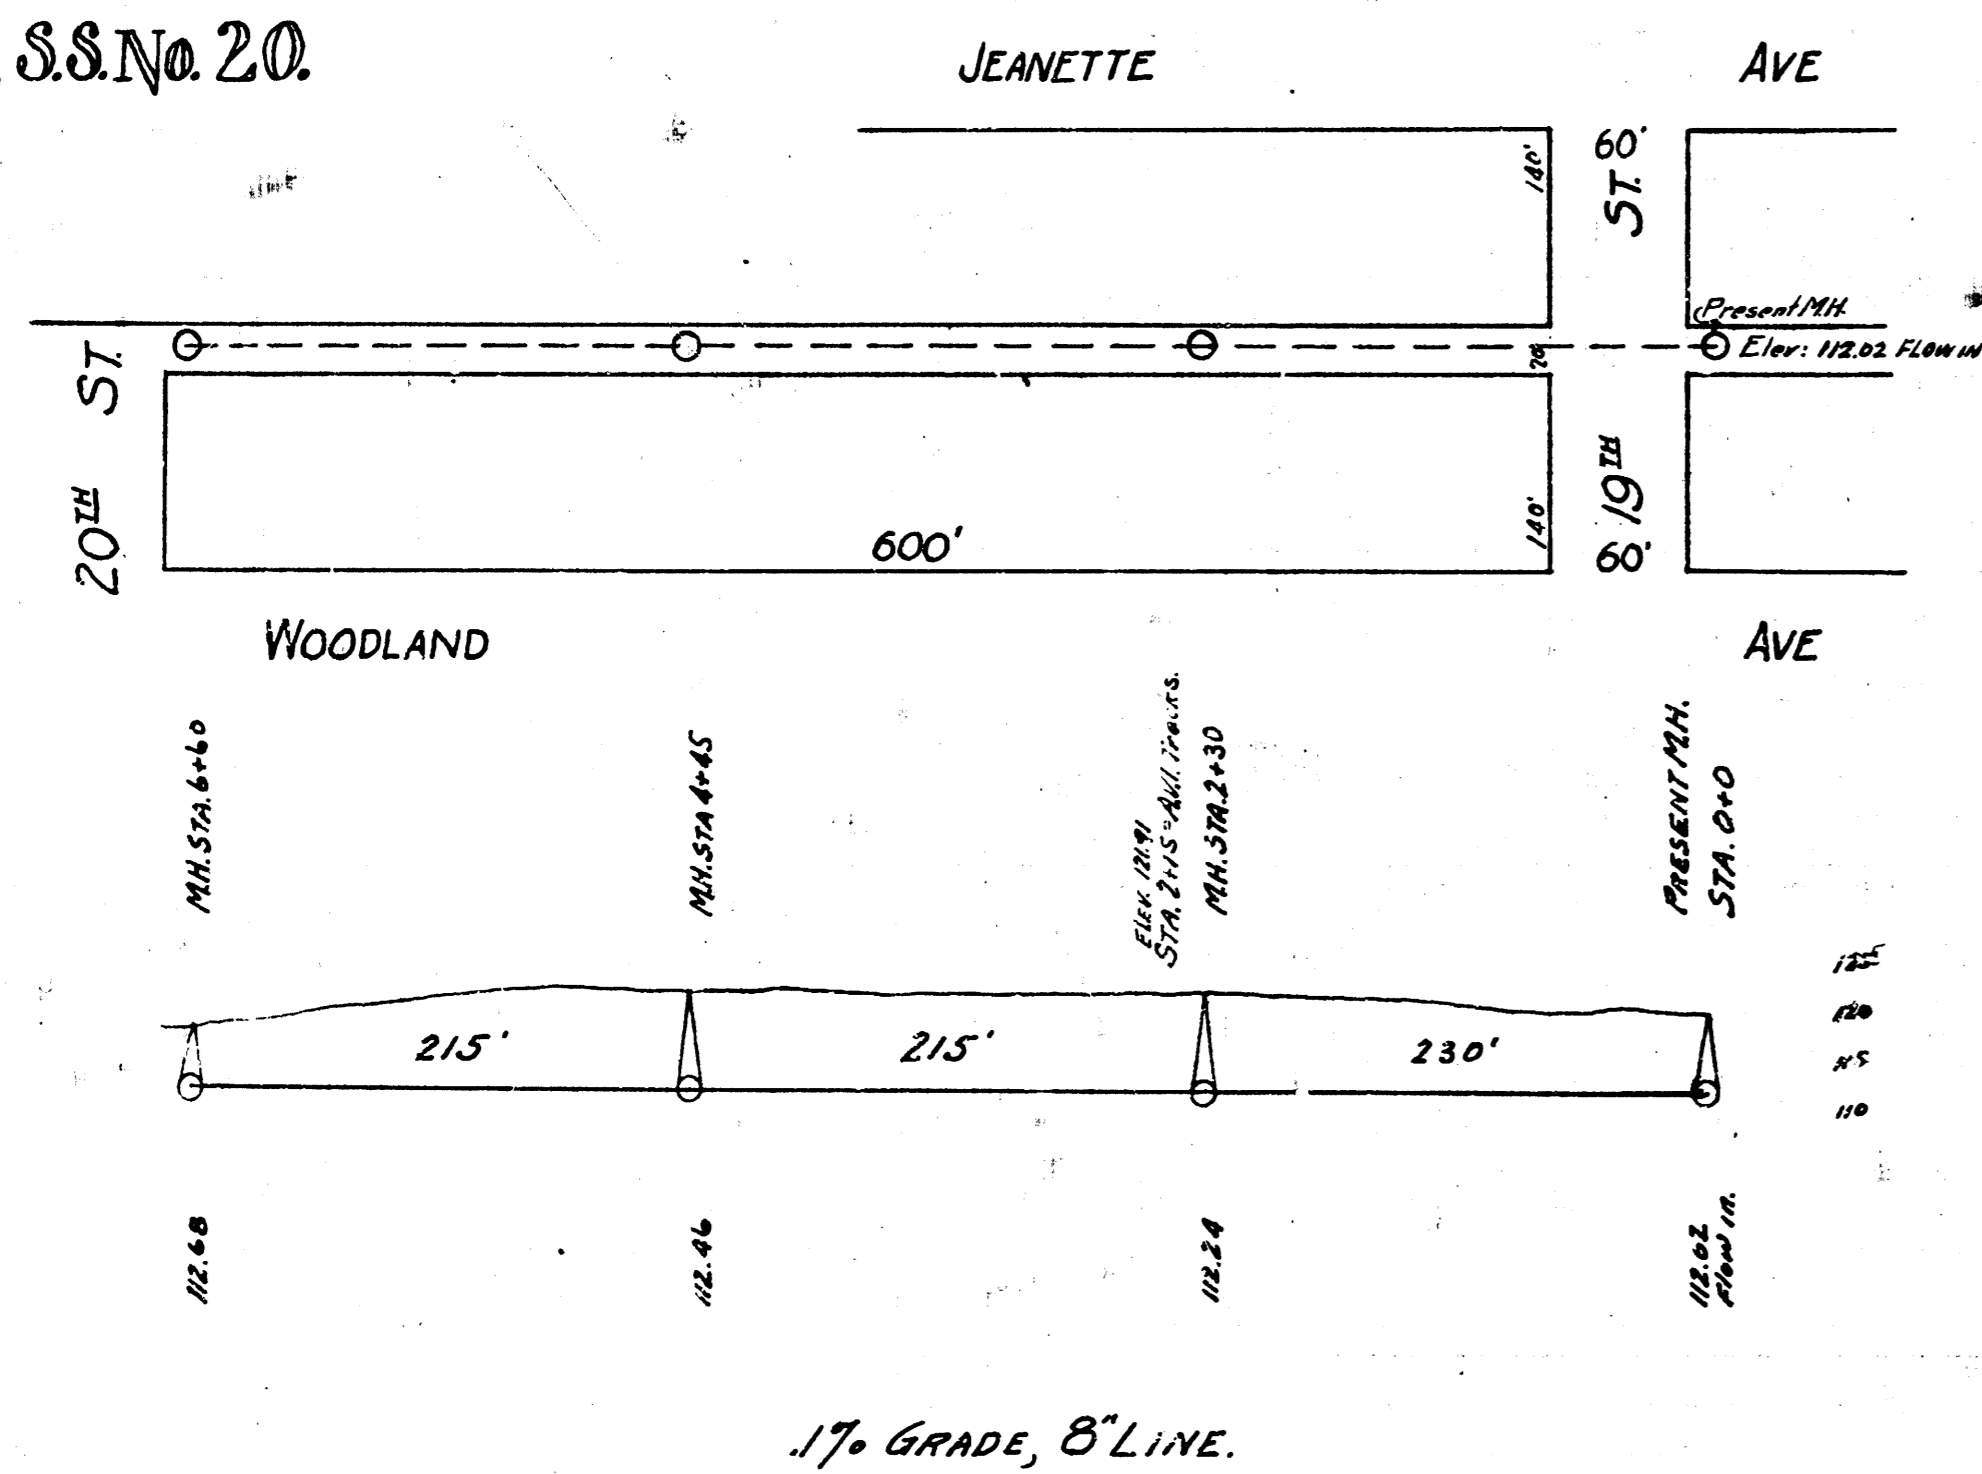 S.S. No. 20.
JEANETTE AVE
60'
ST.
140'
Present M.H.
Elev: 112.02 FLOW IN
20'
ST.
20TH
19TH
140'
60'
600'
WOODLAND AVE
M.H. STA. 6+60
M.H. STA 4+45
ELEV. 121.91
STA. 2+15 = Tracks.
M.H. STA. 2+30
PRESENT M.H.
STA. 0+0
215'
215'
230'
120
110
112.68
112.46
112.24
112.02
Flow in.
.1% GRADE, 8" LINE.